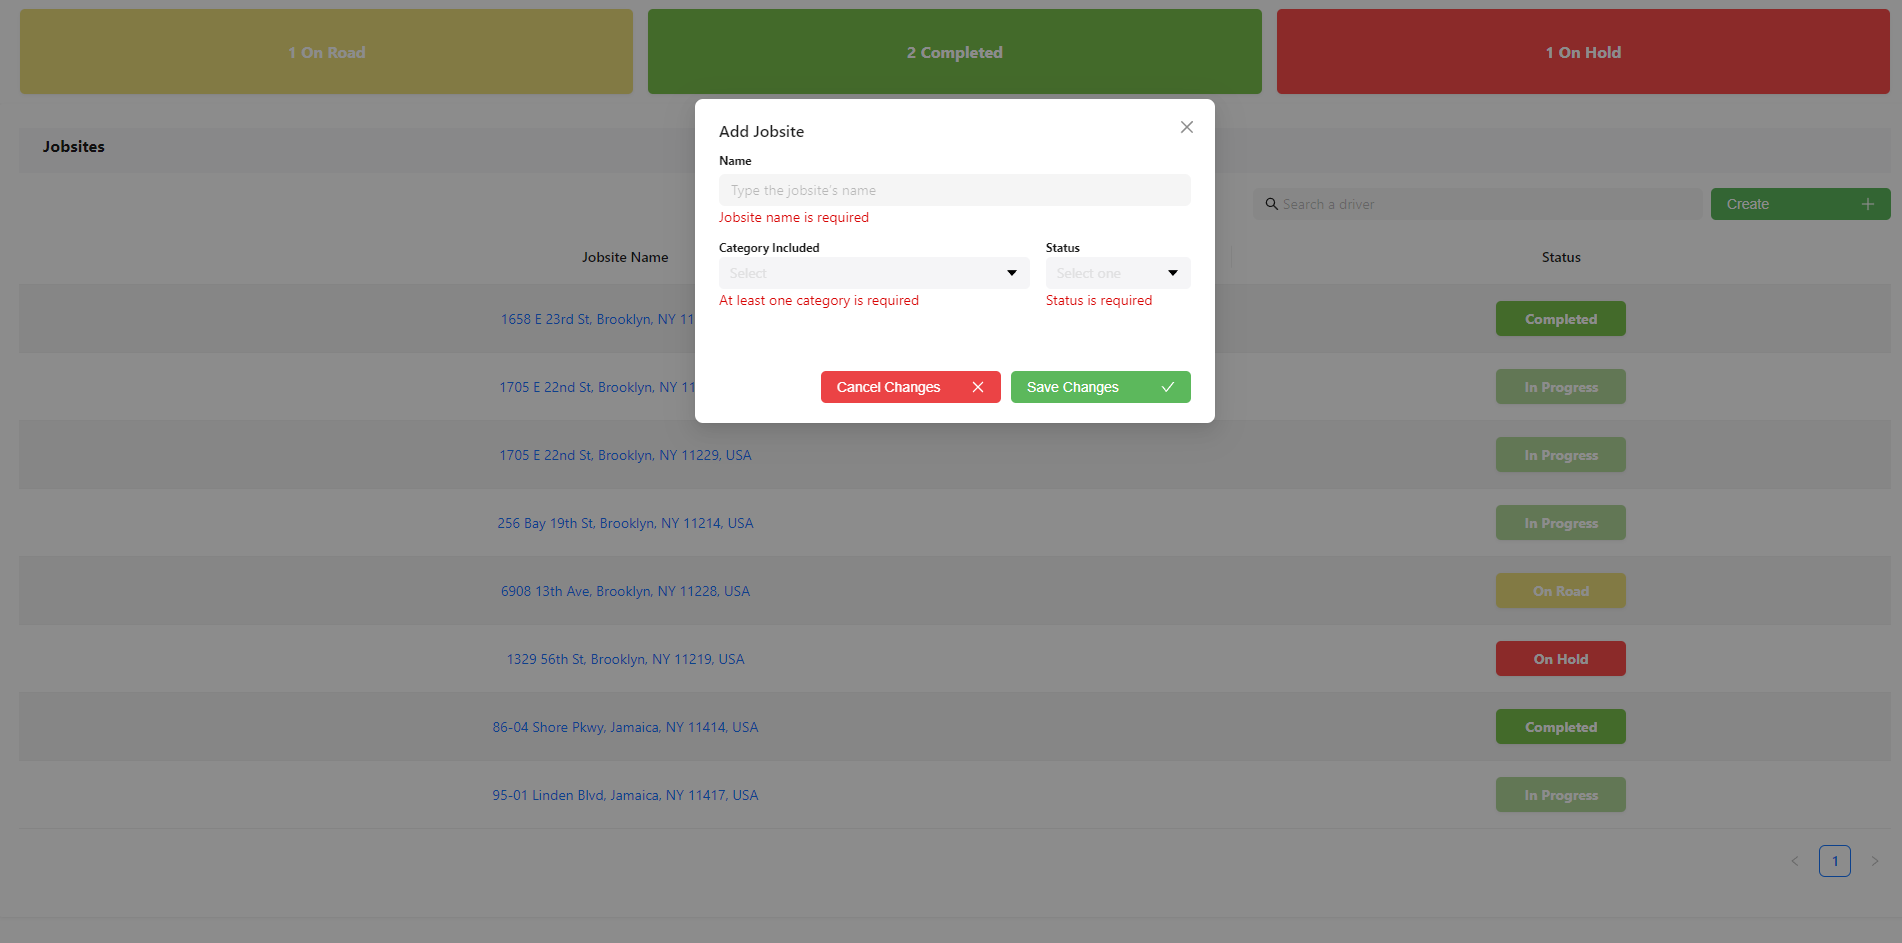 1 On Road
2 Completed
1 On Hold
Jobsites
Search a driver
Create
Jobsite Name
Status
1658 E 23rd St, Brooklyn, NY 11
Completed
1705 E 22nd St, Brooklyn, NY 11
In Progress
1705 E 22nd St, Brooklyn, NY 11229, USA
In Progress
256 Bay 19th St, Brooklyn, NY 11214, USA
In Progress
6908 13th Ave, Brooklyn, NY 11228, USA
On Road
1329 56th St, Brooklyn, NY 11219, USA
On Hold
86-04 Shore Pkwy, Jamaica, NY 11414, USA
Completed
95-01 Linden Blvd, Jamaica, NY 11417, USA
In Progress
1
Add Jobsite
Name
Type the jobsite's name
Jobsite name is required
Category Included
Status
Select
Select one
At least one category is required
Status is required
Cancel Changes
Save Changes